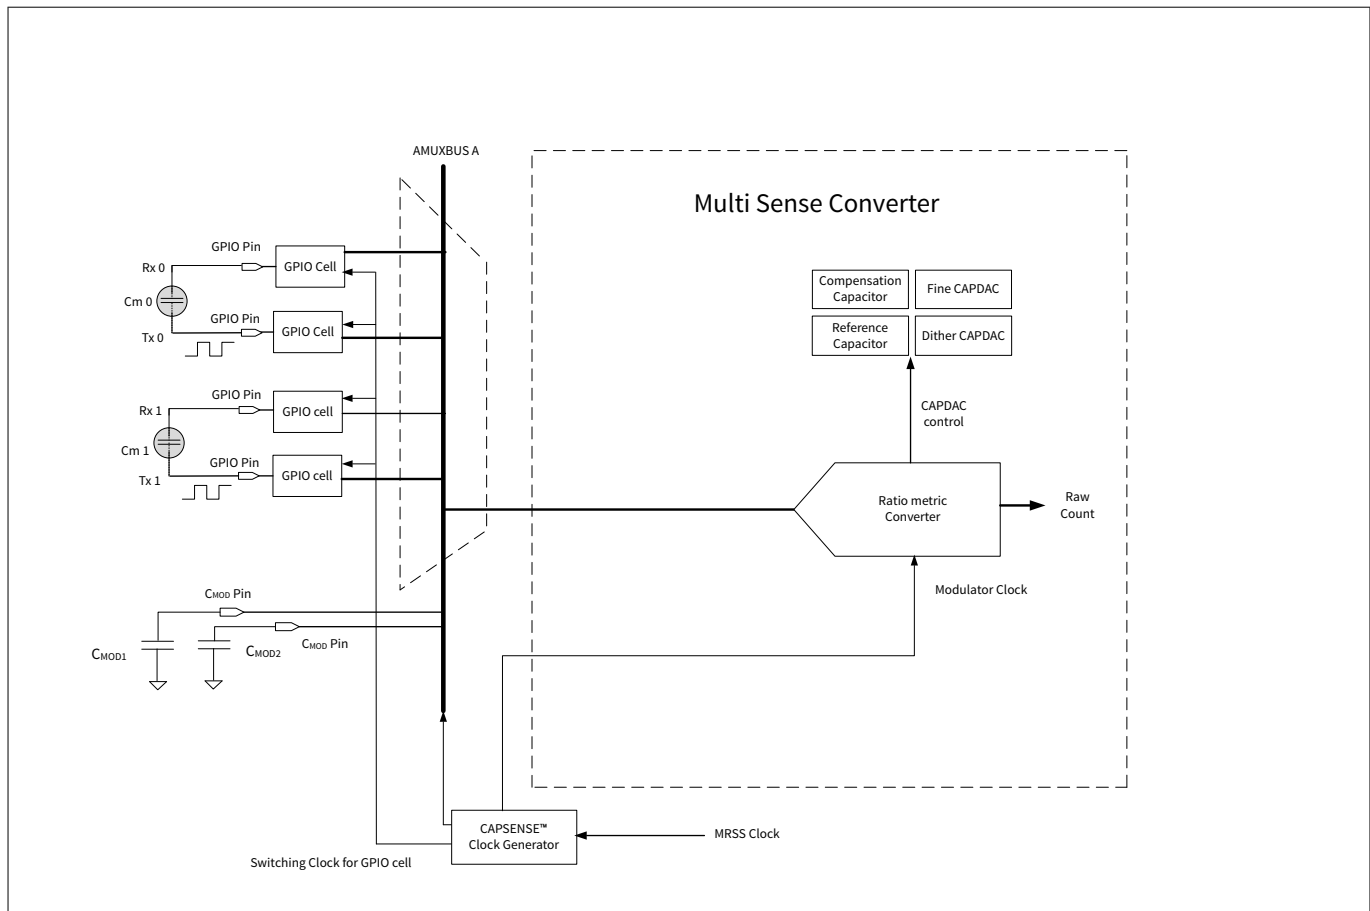 AMUXBUS A
Multi Sense Converter
GPIO Pin
Rx 0
GPIO Cell
Cm 0
GPIO Pin
GPIO Cell
Tx 0
Compensation
Capacitor
Fine CAPDAC
Reference
Capacitor
Dither CAPDAC
GPIO Pin
Rx 1
GPIO cell
CAPDAC
control
Cm 1
GPIO Pin
GPIO cell
Tx 1
Ratio metric
Converter
Raw
Count
Modulator Clock
CMOD Pin
CMOD Pin
CMOD1
CMOD2
CAPSENSE™
Clock Generator
MRSS Clock
Switching Clock for GPIO cell